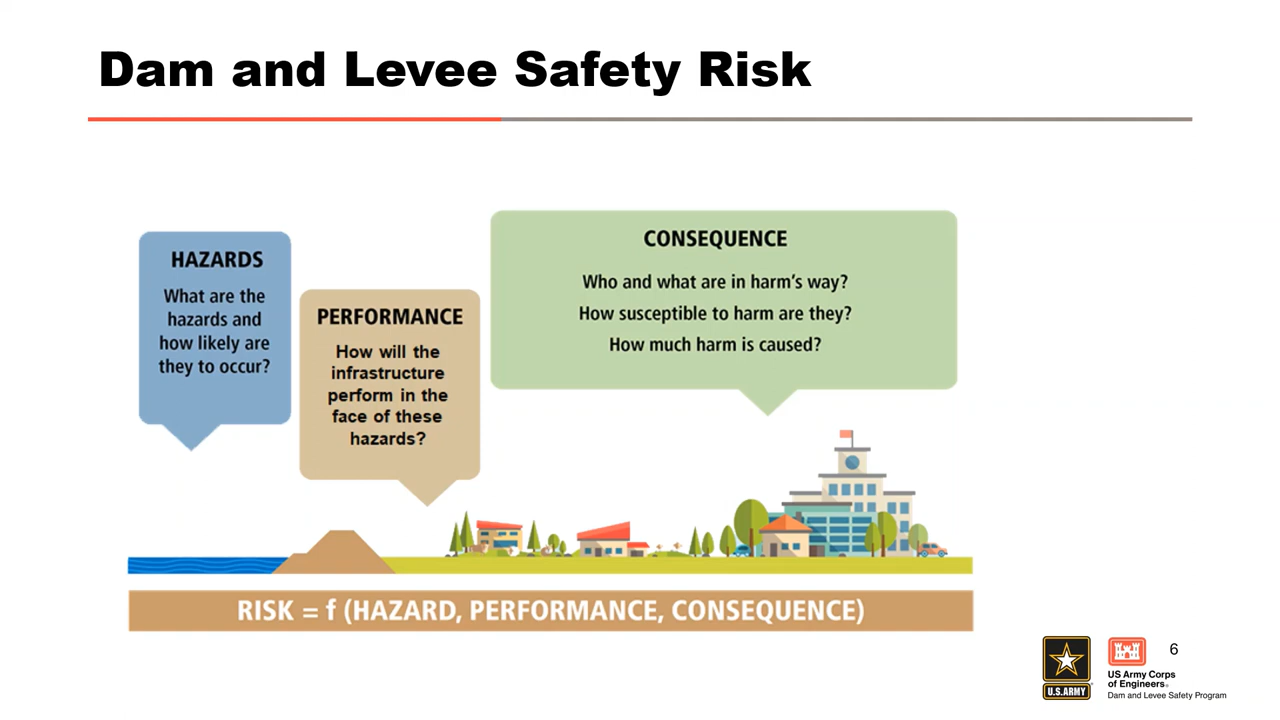 Dam and Levee Safety Risk
HAZARDS
What are the
hazards and
how likely are
they to occur?
PERFORMANCE
How will the
infrastructure
perform in the
face of these
hazards?
CONSEQUENCE
Who and what are in harm's way?
How susceptible to harm are they?
How much harm is caused?
RISK = f (HAZARD, PERFORMANCE, CONSEQUENCE)
U.S.ARMY
US Army Corps
of Engineers®
Dam and Levee Safety Program
6